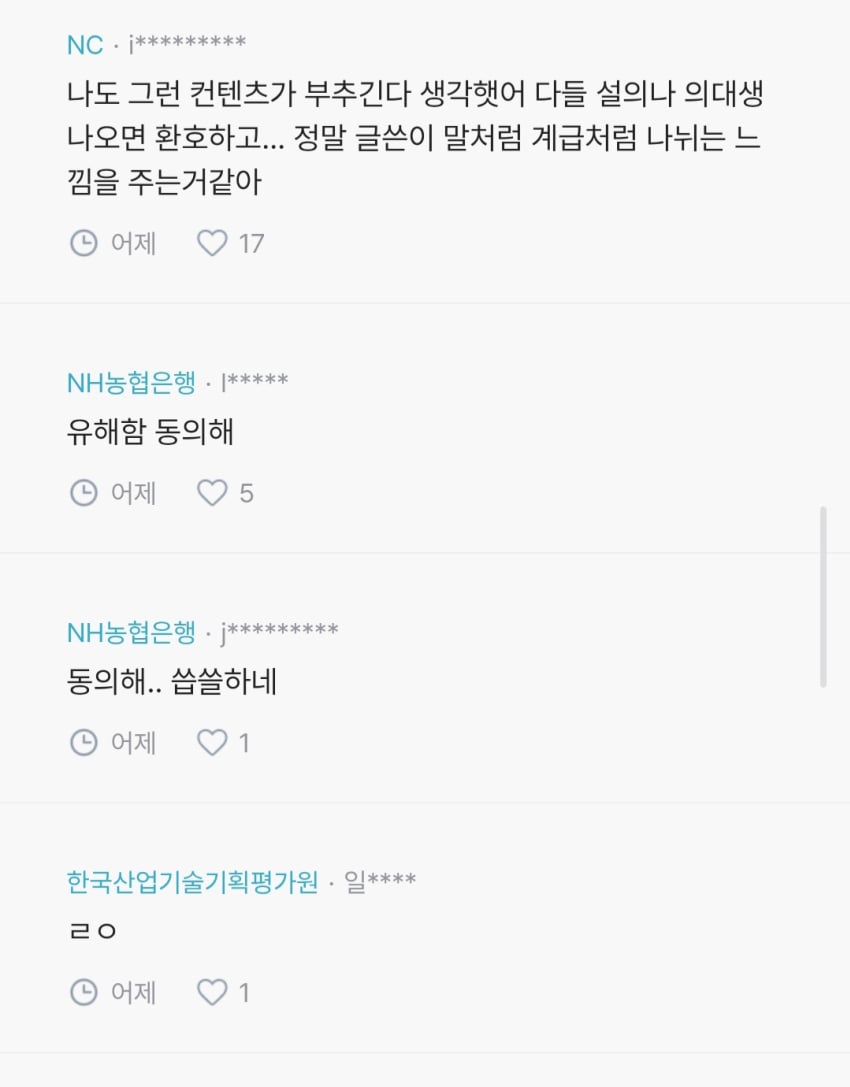 NC · i*********
나도 그런 컨텐츠가 부추긴다 생각햇어 다들 설의나 의대생
나오면 환호하고... 정말 글쓴이 말처럼 계급처럼 나뉘는 느
낌을 주는거같아
어제 17
NH농협은행 · l*****
유해함 동의해
어제 5
NH농협은행 · j*********
동의해.. 씁쓸하네
어제 1
한국산업기술기획평가원 · 일****
ㄹㅇ
어제 1